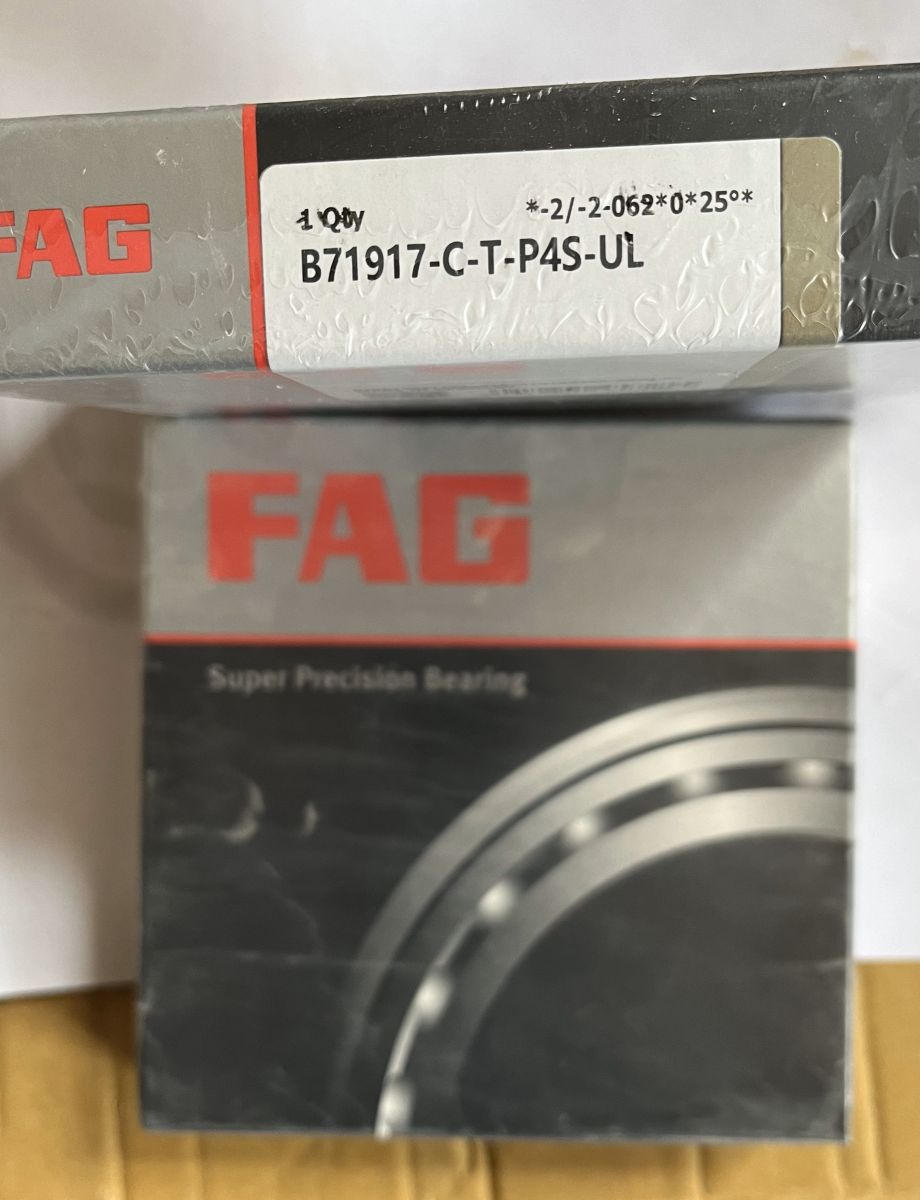 FAG
1 Qty
*-2/-2-062*0*25°*
B71917-C-T-P4S-UL
FAG
Super Precision Bearing